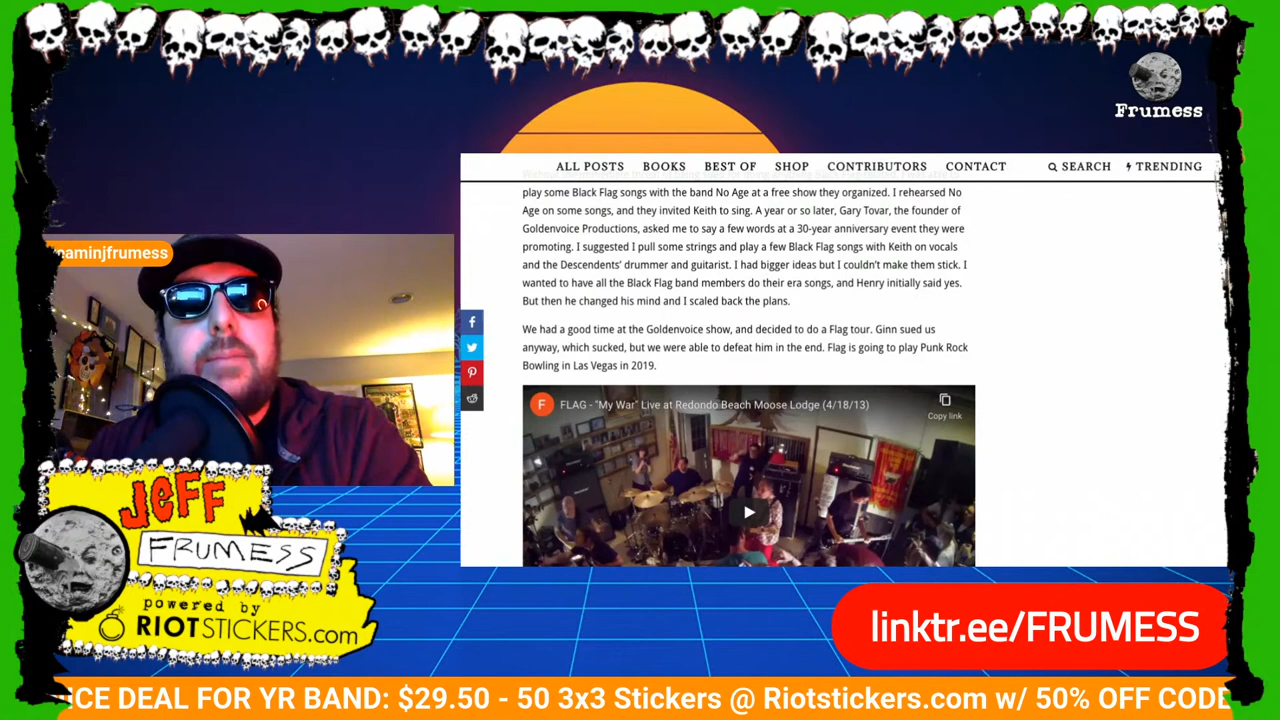 Frumess
ALL POSTS BOOKS BEST OF SHOP CONTRIBUTORS CONTACT SEARCH TRENDING
play some Black Flag songs with the band No Age at a free show they organized. I rehearsed No
Age on some songs, and they invited Keith to sing. A year or so later, Gary Tovar, the founder of
Goldenvoice Productions, asked me to say a few words at a 30-year anniversary event they were
promoting. I suggested I pull some strings and play a few Black Flag songs with Keith on vocals
and the Descendents' drummer and guitarist. I had bigger ideas but I couldn't make them stick. I
wanted to have all the Black Flag band members do their era songs, and Henry initially said yes.
But then he changed his mind and I scaled back the plans.
We had a good time at the Goldenvoice show, and decided to do a Flag tour. Ginn sued us
anyway, which sucked, but we were able to defeat him in the end. Flag is going to play Punk Rock
Bowling in Las Vegas in 2019.
F FLAG - "My War" Live at Redondo Beach Moose Lodge (4/18/13)
Copy link
eaminjfrumess
JEFF
FRUMESS
powered by
RIOTSTICKERS.com
linktr.ee/FRUMESS
ICE DEAL FOR YR BAND: $29.50 - 50 3x3 Stickers @ Riotstickers.com w/ 50% OFF CODE